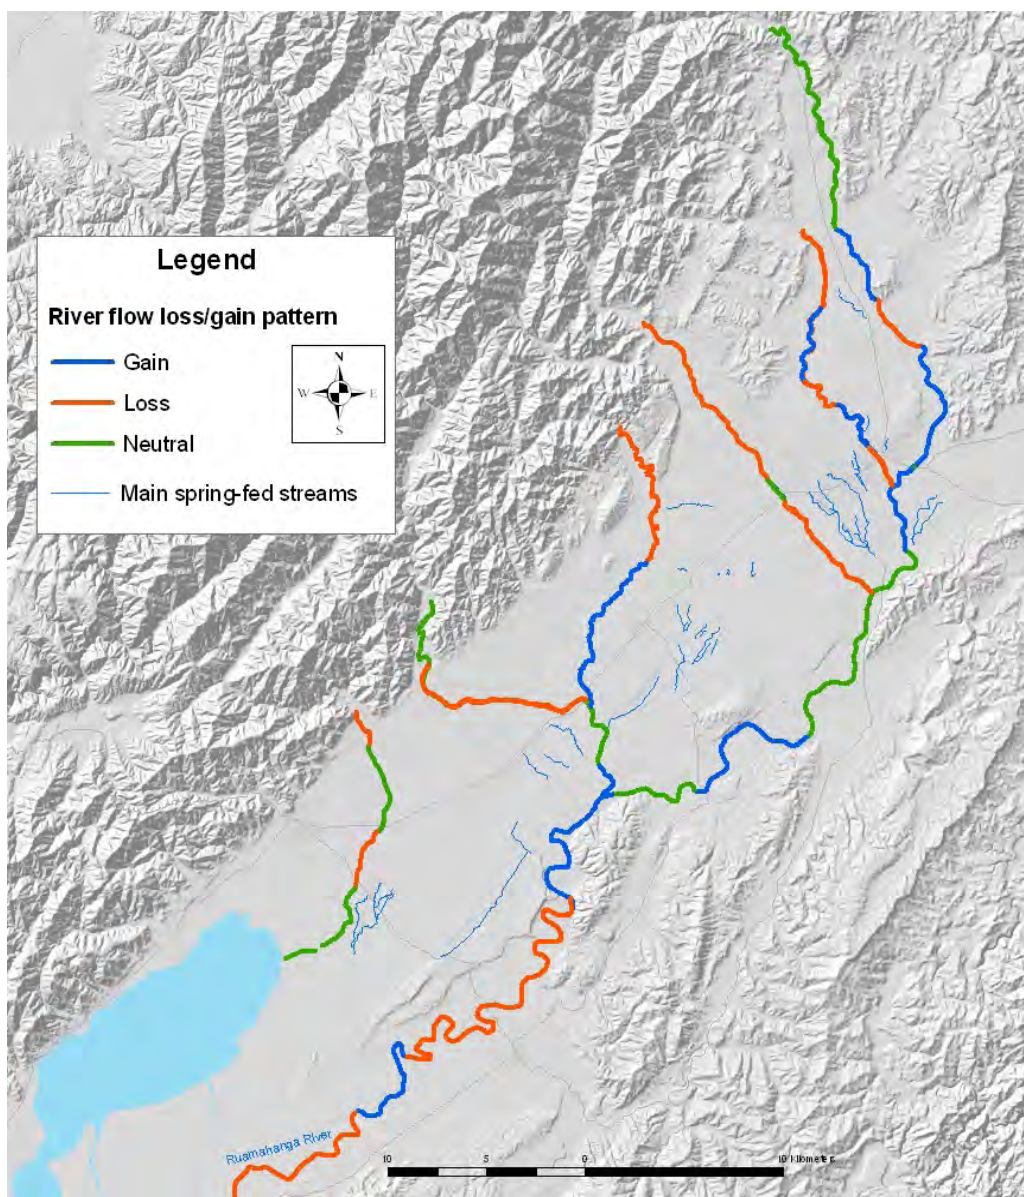 Legend
River flow loss/gain pattern
N
W E
S
Gain
Loss
Neutral
Main spring-fed streams
Ruamahanga River
10 5 0 10 Kilometers